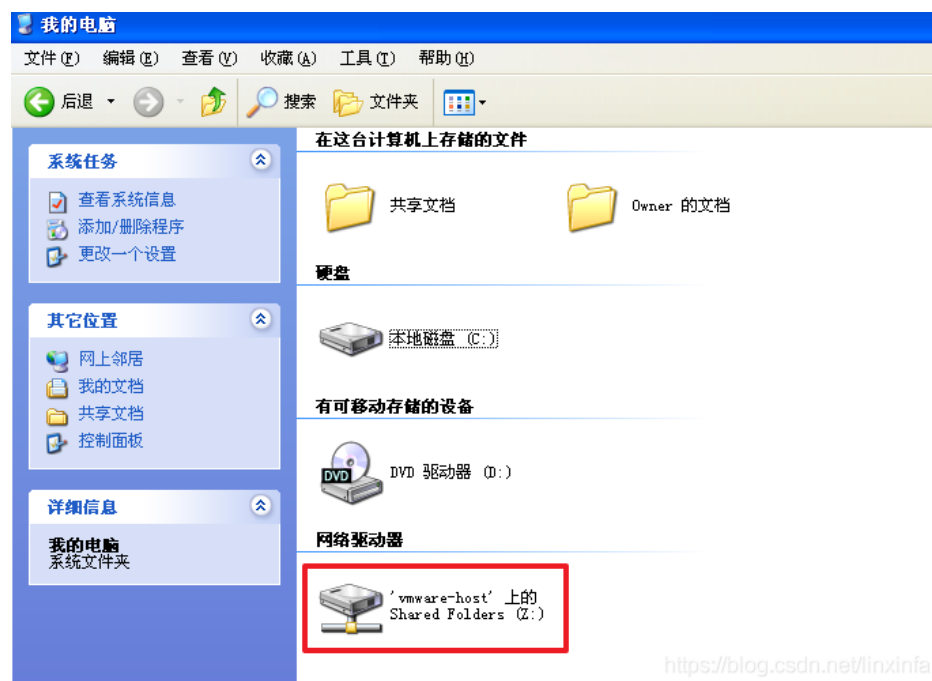 我的电脑
文件(F) 编辑(E) 查看(V) 收藏(A) 工具(T) 帮助(H)
后退 搜索 文件夹
系统任务
查看系统信息
添加/删除程序
更改一个设置
其它位置
网上邻居
我的文档
共享文档
控制面板
详细信息
我的电脑
系统文件夹
在这台计算机上存储的文件
共享文档 Owner 的文档
硬盘
本地磁盘 (C:)
有可移动存储的设备
DVD
DVD 驱动器 (D:)
网络驱动器
'vmware-host' 上的
Shared Folders (Z:)
https://blog.csdn.net/linxinfa